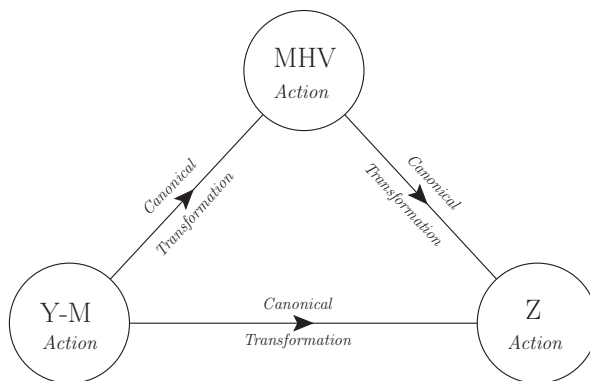 MHV
Action
Canonical
Transformation
Canonical
Transformation
Y-M
Action
Canonical
Transformation
Z
Action